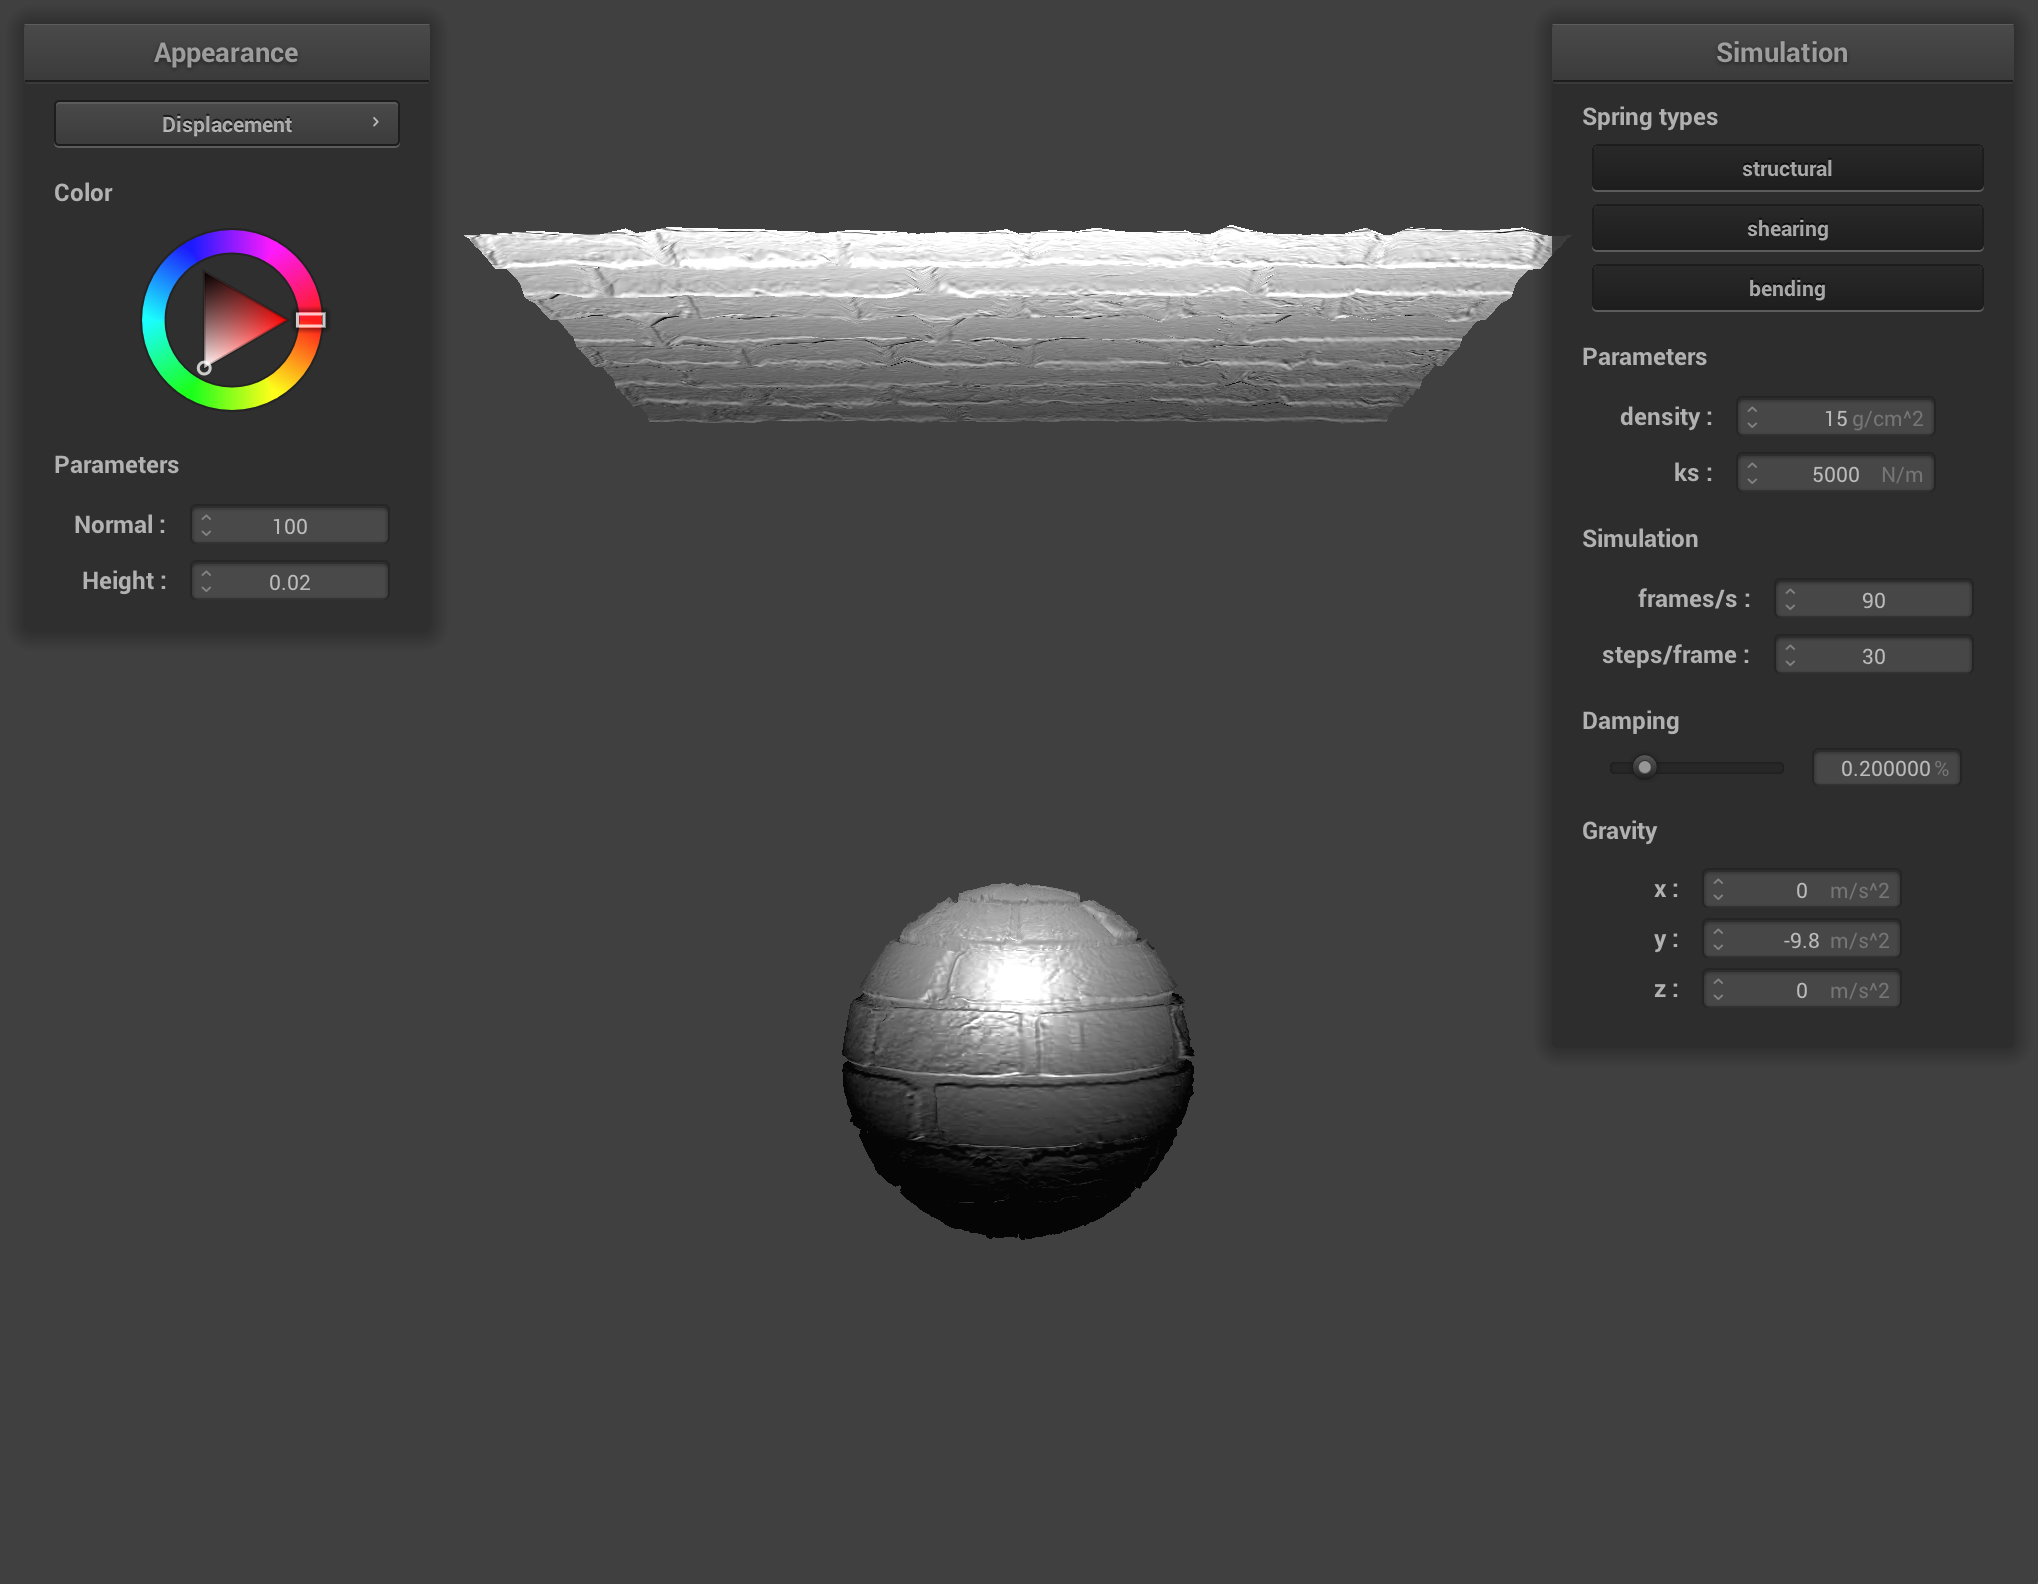 Appearance
Displacement
Color
Parameters
Normal : 100
Height : 0.02
Simulation
Spring types
structural
shearing
bending
Parameters
density : 15 g/cm^2
ks : 5000 N/m
Simulation
frames/s : 90
steps/frame : 30
Damping
0.200000 %
Gravity
x : 0 m/s^2
y : -9.8 m/s^2
z : 0 m/s^2